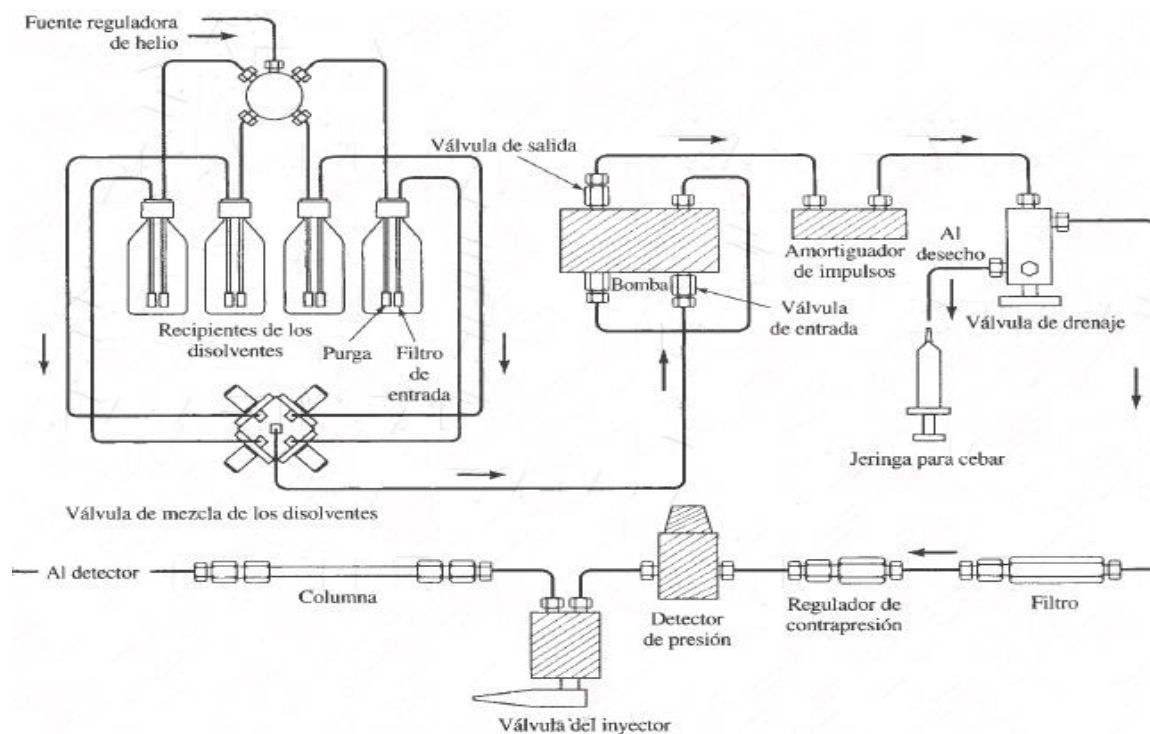 Fuente reguladora
de helio
Válvula de salida
Al
desecho
Amortiguador
de impulsos
Bomba
Válvula
de entrada
Válvula de drenaje
Recipientes de los
disolventes
Purga
Filtro
de
entrada
Jeringa para cebar
Válvula de mezcla de los disolventes
Al detector
Columna
Detector
de presión
Regulador de
contrapresión
Filtro
Válvula del inyector